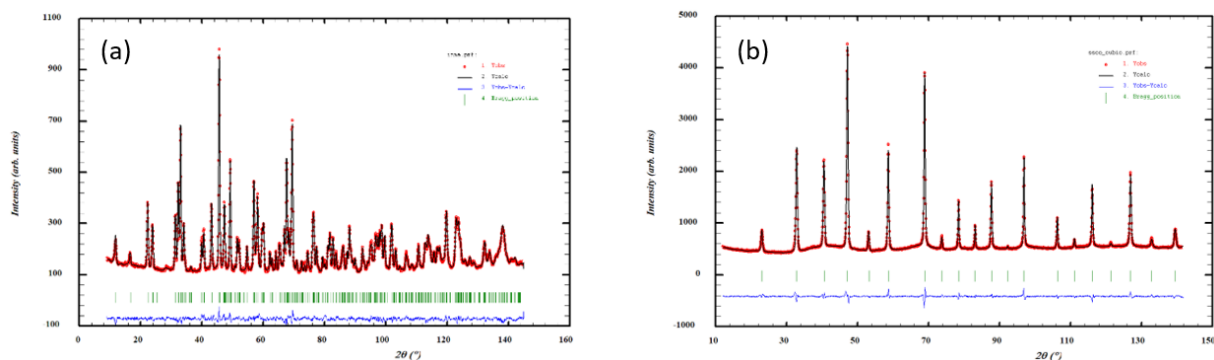 (a)
1100
900
700
500
300
100
100
Intensity (arb. units)
1. Yobs
2 Ycalc
3 Yobs-Ycalc
4 Bragg_position
0 20 40 60 80 100 120 140 160
2θ (°)
(b)
5000
4000
3000
2000
1000
0
-1000
Intensity (arb. units)
1. Yobs
2. Ycalc
3. Yobs-Ycalc
4. Bragg_position
10 30 50 70 90 110 130 150
2θ (°)